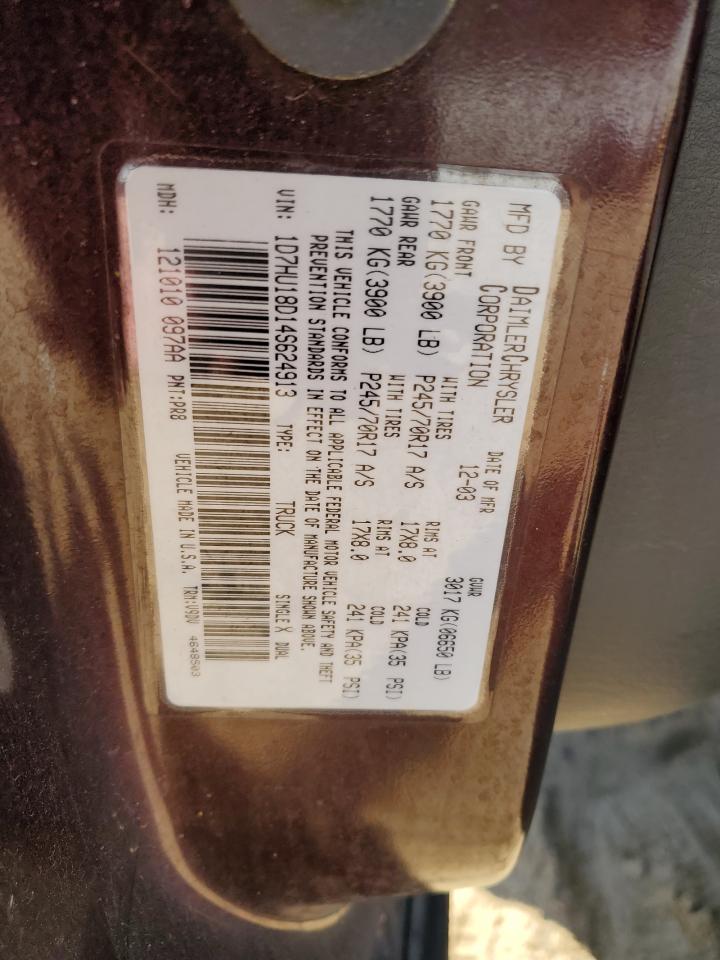 MFD BY DAIMLERCHRYSLER CORPORATION
DATE OF MFR 12-03
GVWR 3017 KG(06650 LB)
GAWR FRONT WITH TIRES RIMS AT COLD
1770 KG(3900 LB) P245/70R17 A/S 17X8.0 241 KPA(35 PSI)
GAWR REAR WITH TIRES RIMS AT COLD
1770 KG(3900 LB) P245/70R17 A/S 17X8.0 241 KPA(35 PSI)
THIS VEHICLE CONFORMS TO ALL APPLICABLE FEDERAL MOTOR VEHICLE SAFETY AND THEFT
PREVENTION STANDARDS IN EFFECT ON THE DATE OF MANUFACTURE SHOWN ABOVE.
VIN: 1D7HU18D14S624913 TYPE: TRUCK SINGLE X DUAL
MDH: 121010 097AA PNT:PR8 VEHICLE MADE IN U.S.A. TRM:V9DV 4648503